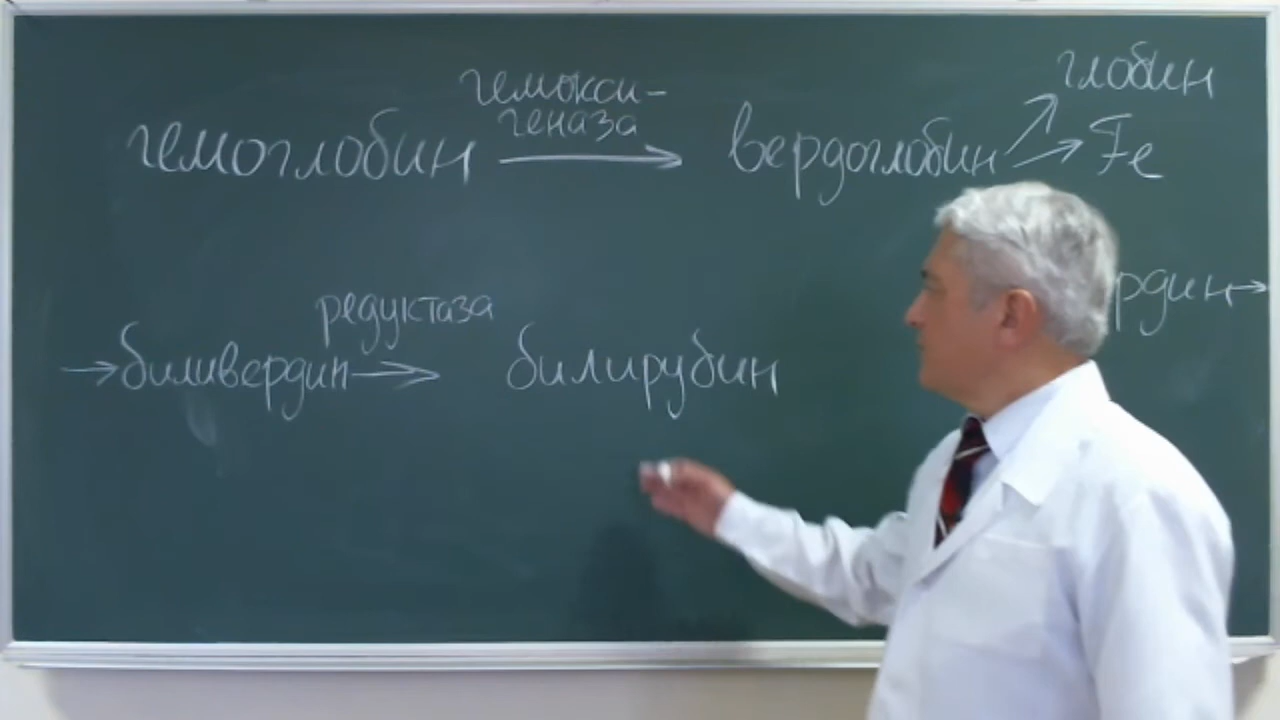 глобин
гемокси-
геназа
гемоглобин → вердоглобин Fe
рдин→
редуктаза
→биливердин→ билирубин